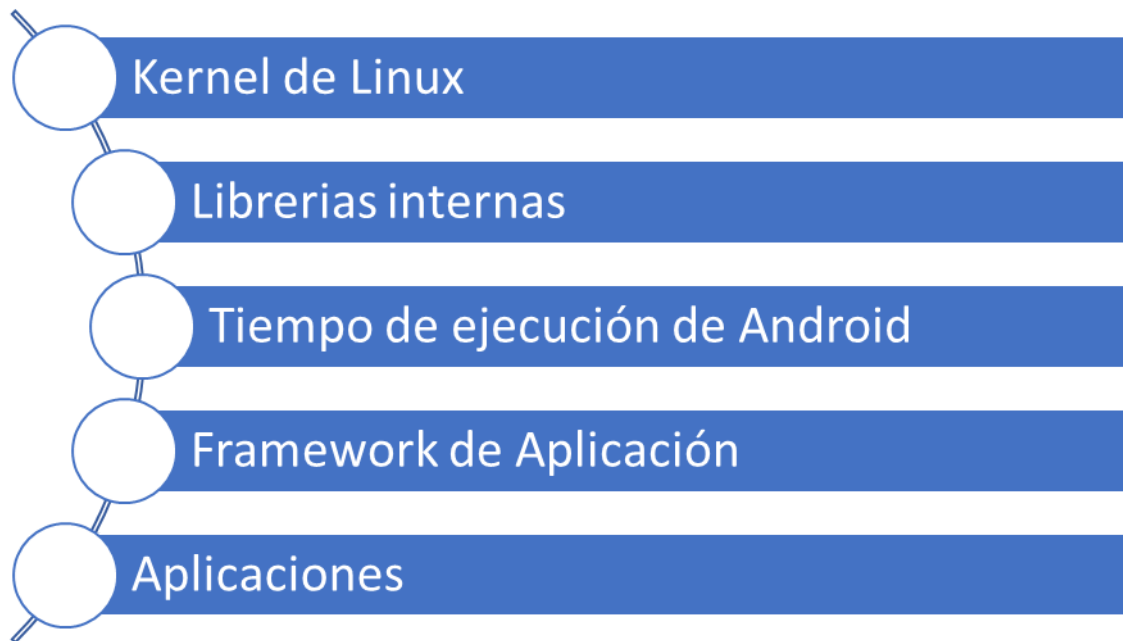 Kernel de Linux
Librerias internas
Tiempo de ejecución de Android
Framework de Aplicación
Aplicaciones